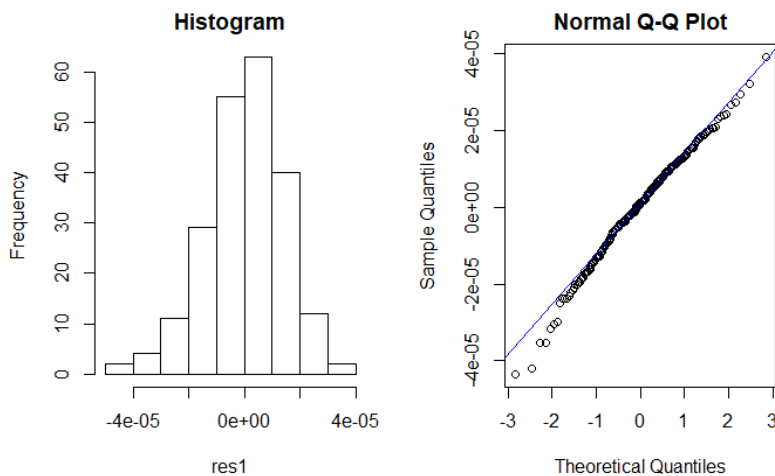 Histogram
Frequency
0
10
20
30
40
50
60
-4e-05 0e+00 4e-05
res1
Normal Q-Q Plot
Sample Quantiles
-4e-05
-2e-05
0e+00
2e-05
4e-05
-3 -2 -1 0 1 2 3
Theoretical Quantiles